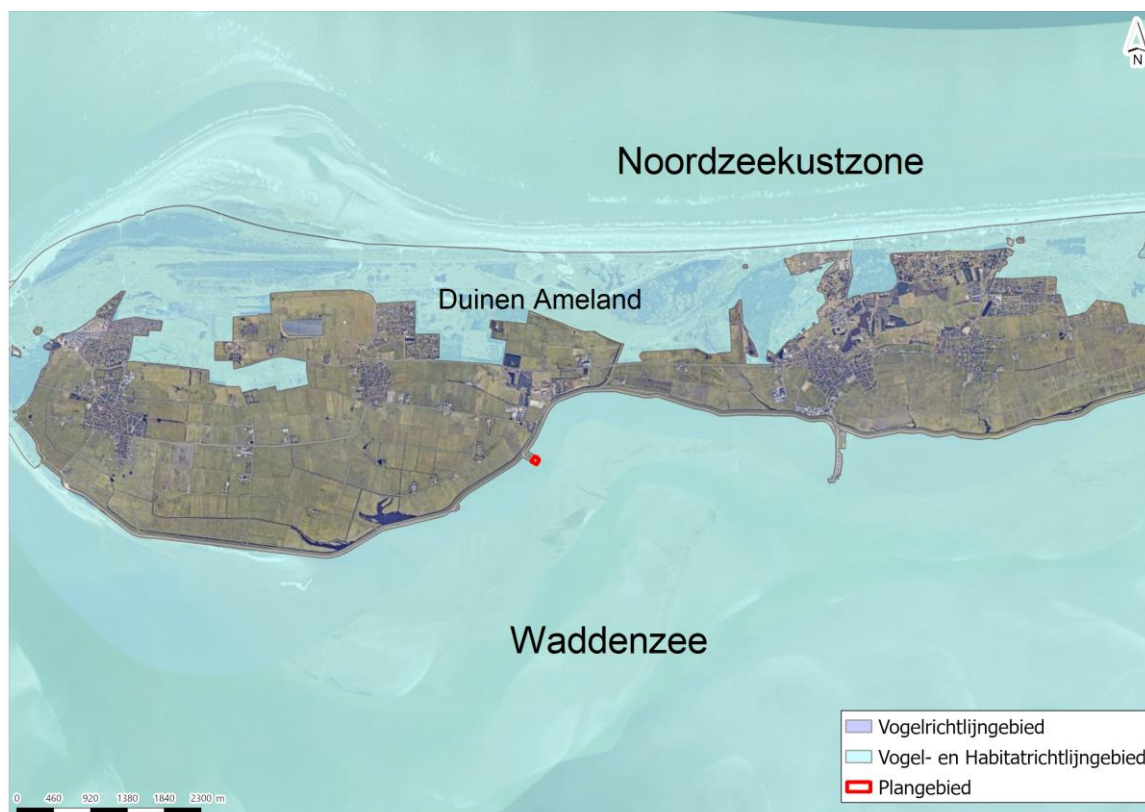 N
Noordzeekustzone
Duinen Ameland
Waddenzee
Vogelrichtlijngebied
Vogel- en Habitatrichtlijngebied
Plangebied
0 460 920 1380 1840 2300 m